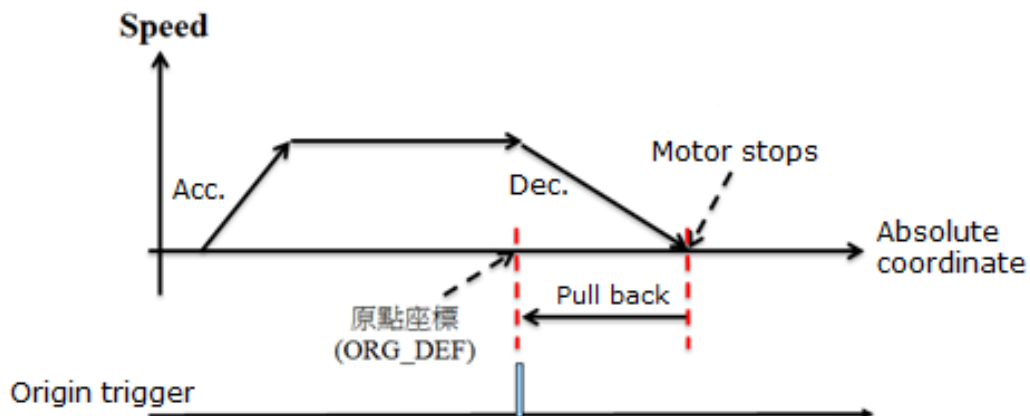 Speed
Acc.
Dec.
Motor stops
Absolute
coordinate
Pull back
原點座標
(ORG_DEF)
Origin trigger